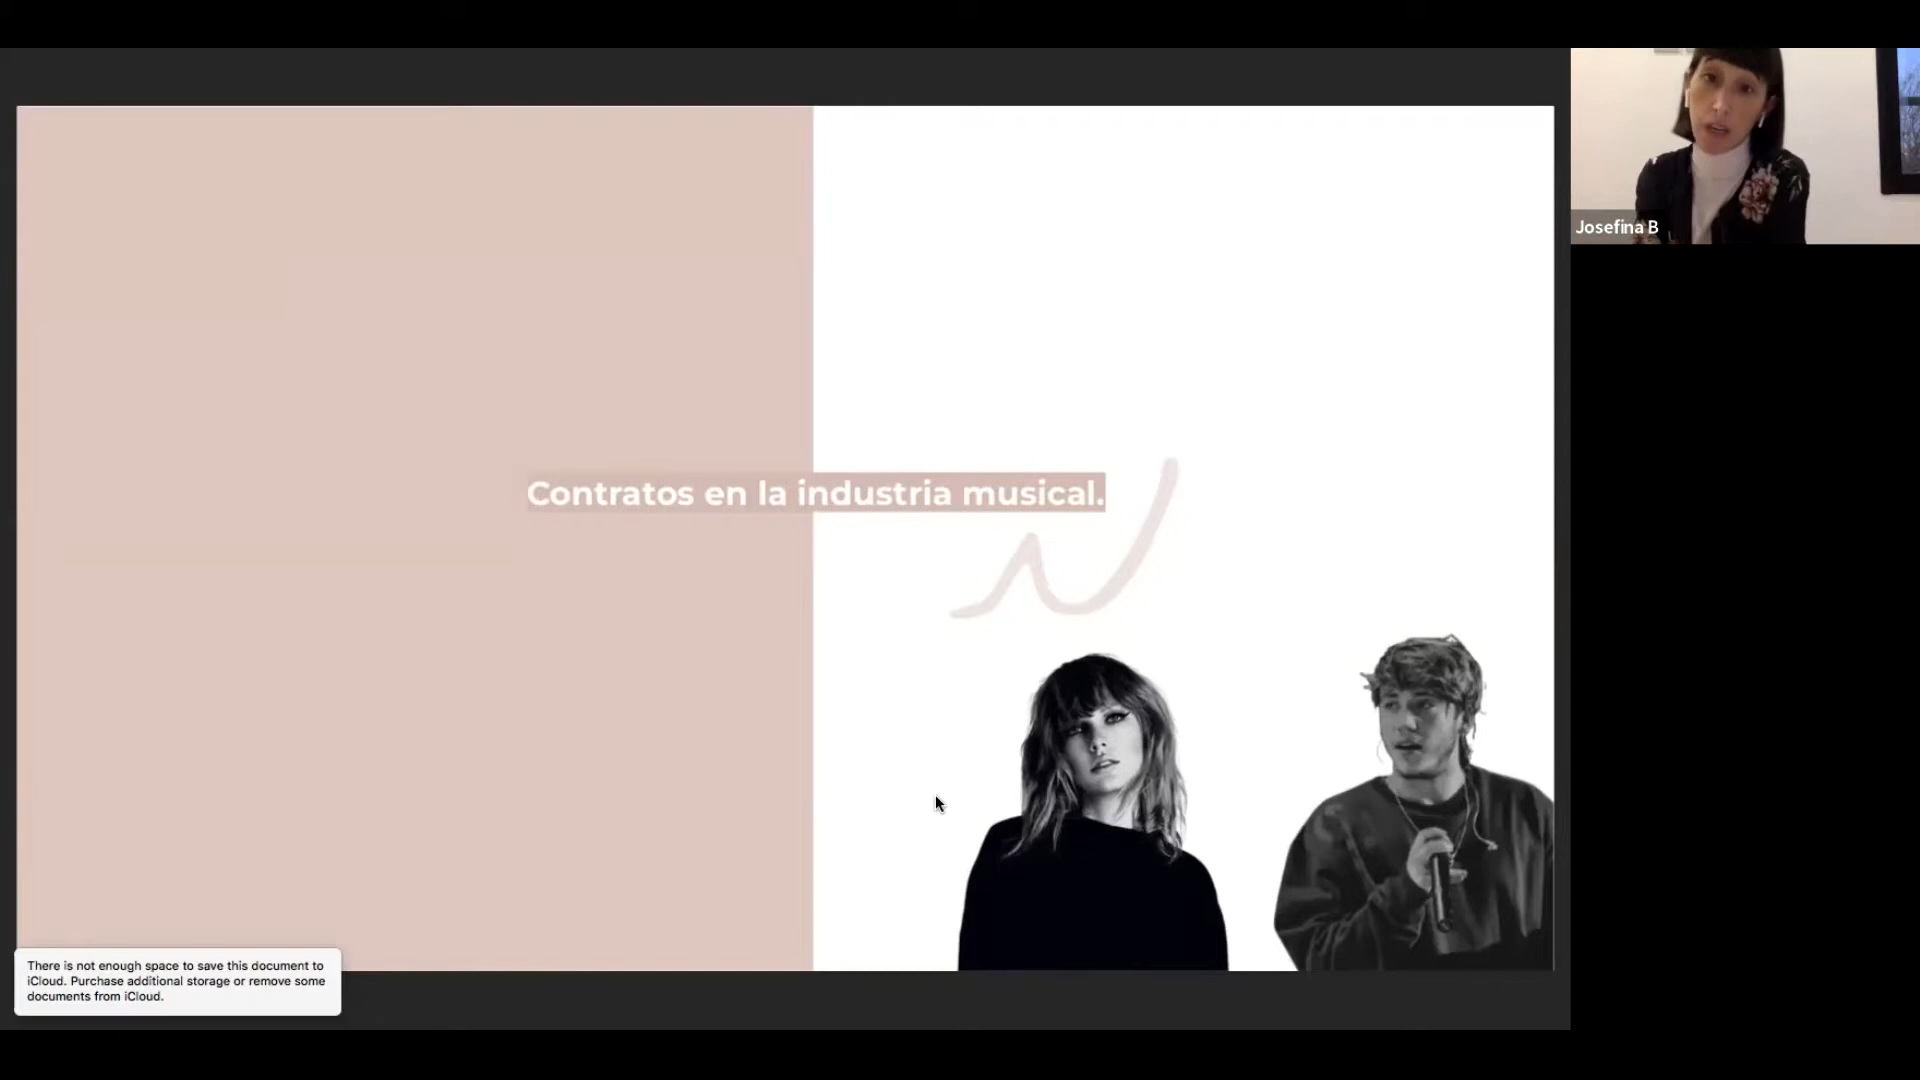 Contratos en la industria musical.
Josefina B
There is not enough space to save this document to
iCloud. Purchase additional storage or remove some
documents from iCloud.